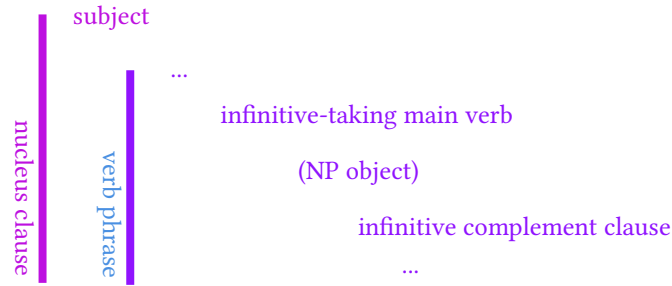 subject
...
infinitive-taking main verb
(NP object)
infinitive complement clause
...
nucleus clause
verb phrase